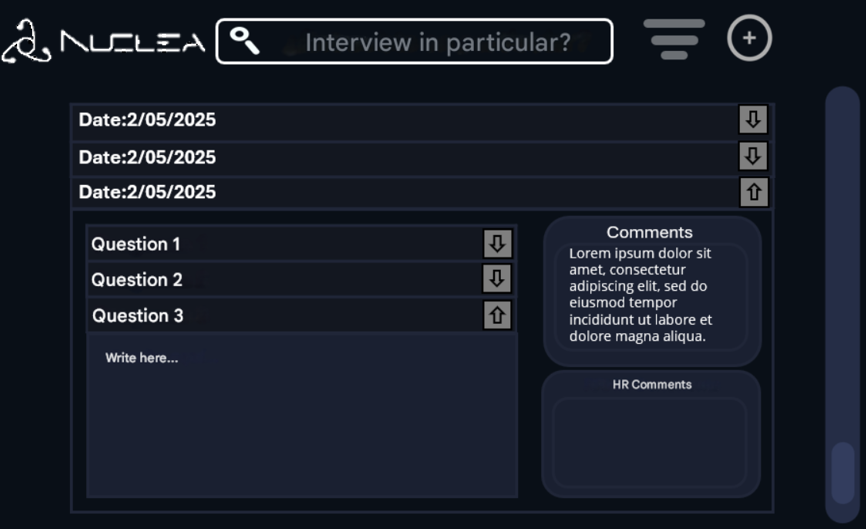 NUCLEA
Interview in particular?
Date:2/05/2025
Date:2/05/2025
Date:2/05/2025
Question 1
Question 2
Question 3
Write here...
Comments
Lorem ipsum dolor sit
amet, consectetur
adipiscing elit, sed do
eiusmod tempor
incididunt ut labore et
dolore magna aliqua.
HR Comments